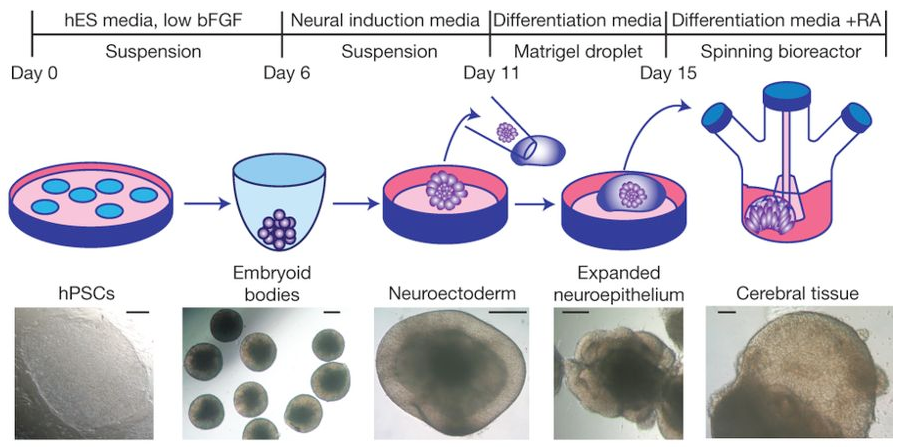 hES media, low bFGF
Neural induction media
Differentiation media
Differentiation media +RA
Suspension
Suspension
Matrigel droplet
Spinning bioreactor
Day 0
Day 6
Day 11
Day 15
hPSCs
Embryoid
bodies
Neuroectoderm
Expanded
neuroepithelium
Cerebral tissue